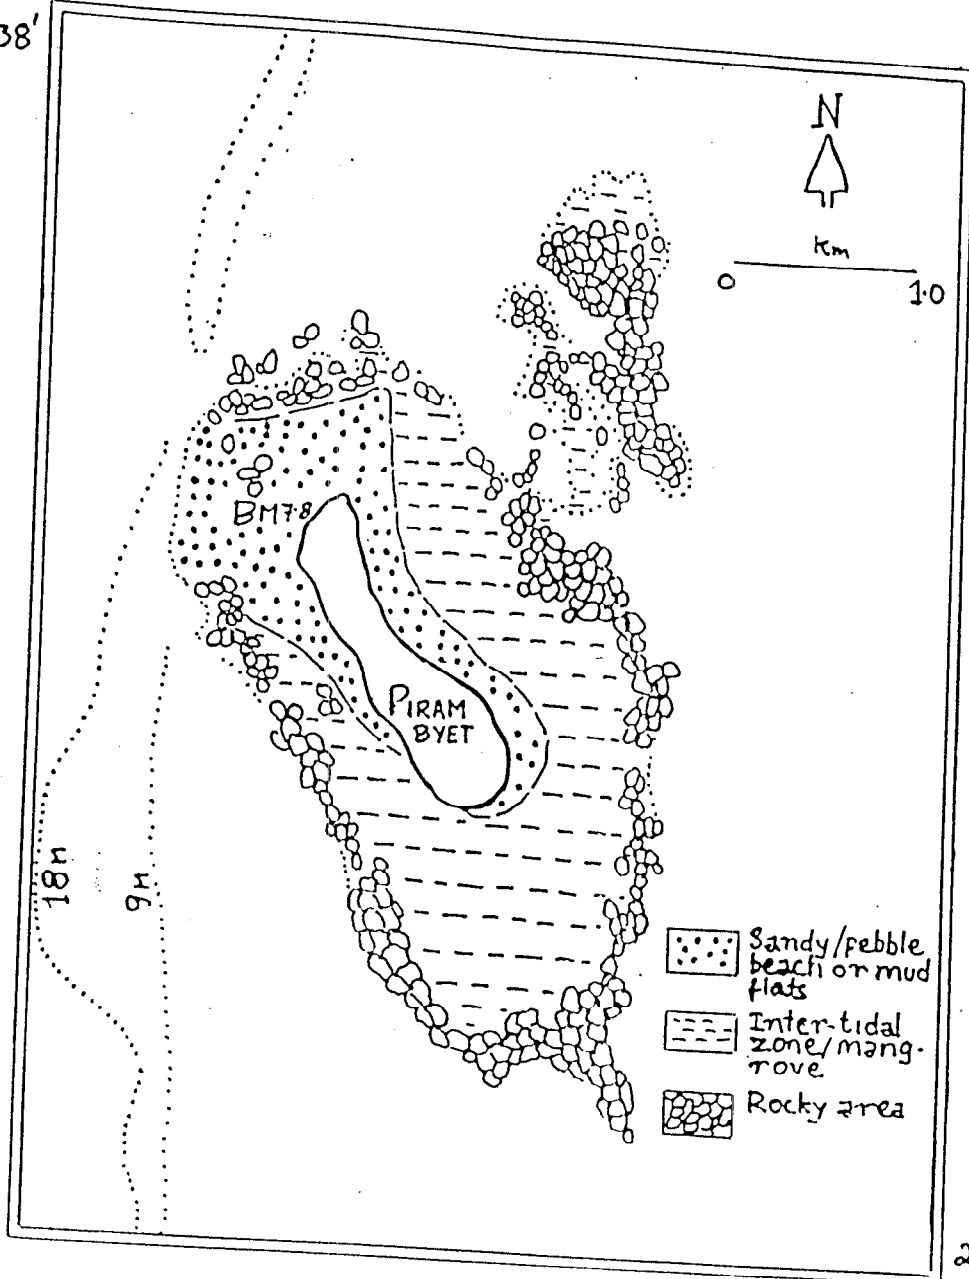 38'
N
Km
0
1.0
BM7.8
PIRAM
BYET
18M
9M
Sandy/pebble
beach or mud
flats
Inter-tidal
zone/mang-
rove
Rocky area
2